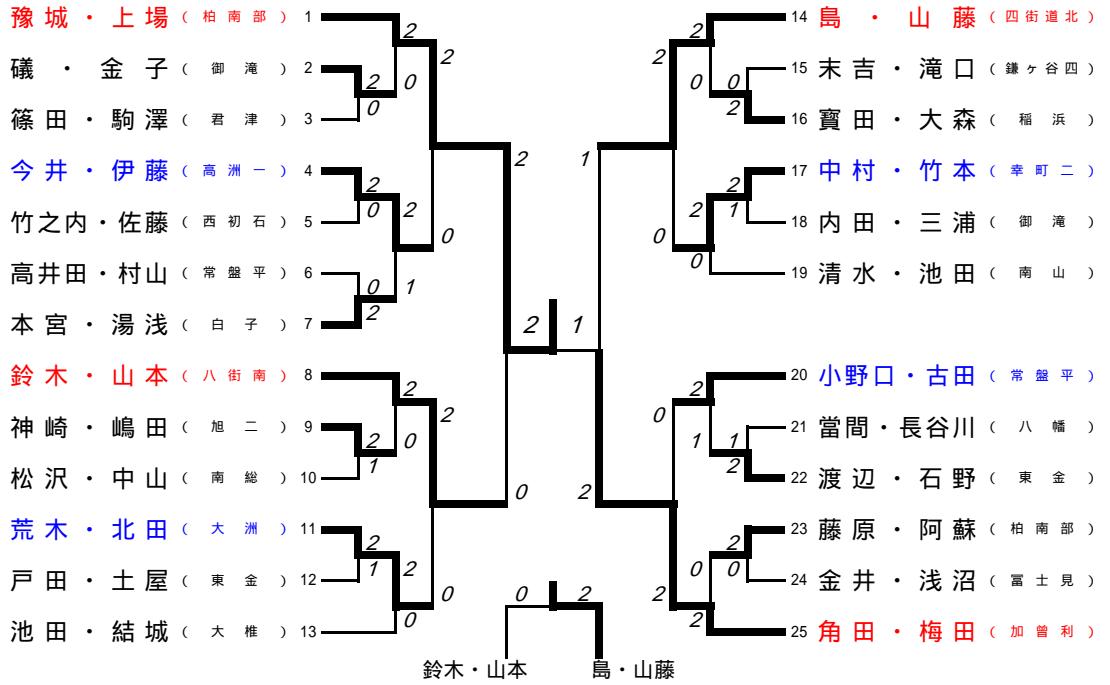 豫城・上場（柏南部） 1
礒・金子（御滝） 2
篠田・駒澤（君津） 3
今井・伊藤（高洲一） 4
竹之内・佐藤（西初石） 5
高井田・村山（常盤平） 6
本宮・湯浅（白子） 7
鈴木・山本（八街南） 8
神崎・嶋田（旭二） 9
松沢・中山（南総） 10
荒木・北田（大洲） 11
戸田・土屋（東金） 12
池田・結城（大椎） 13
2
0
2
0
2
0
0
2
2
1
2
0
2
2
0
2
1
2
1
2
0
2
0
0
2
1
14 島・山藤（四街道北）
15 末吉・滝口（鎌ヶ谷四）
16 寳田・大森（稲浜）
17 中村・竹本（幸町二）
18 内田・三浦（御滝）
19 清水・池田（南山）
20 小野口・古田（常盤平）
21 當間・長谷川（八幡）
22 渡辺・石野（東金）
23 藤原・阿蘇（柏南部）
24 金井・浅沼（冨士見）
25 角田・梅田（加曽利）
2
0
0
2
2
2
1
2
0
0
1
2
1
1
2
0
2
0
0
2
2
2
0 2
鈴木・山本 島・山藤